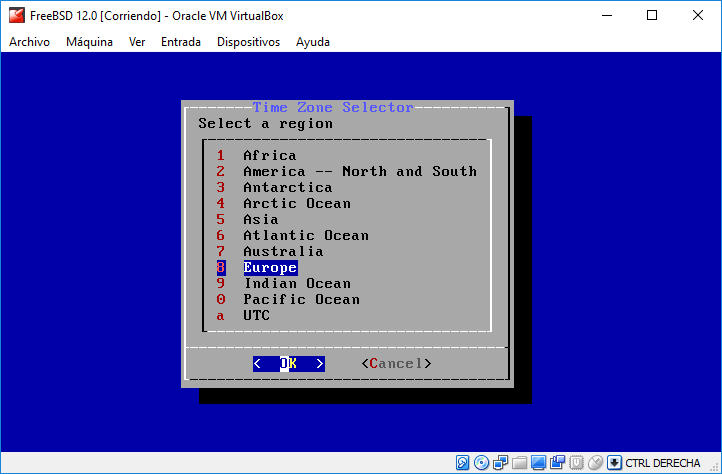 FreeBSD 12.0 [Corriendo] - Oracle VM VirtualBox
Archivo Máquina Ver Entrada Dispositivos Ayuda
Time Zone Selector
Select a region
1 Africa
2 America -- North and South
3 Antarctica
4 Arctic Ocean
5 Asia
6 Atlantic Ocean
7 Australia
8 Europe
9 Indian Ocean
0 Pacific Ocean
a UTC
< OK > <Cancel>
CTRL DERECHA